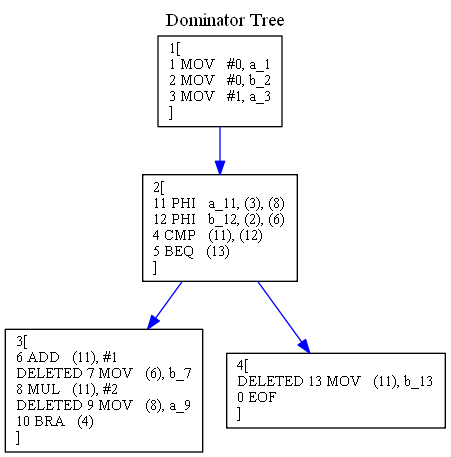 Dominator Tree
1[
1 MOV #0, a_1
2 MOV #0, b_2
3 MOV #1, a_3
]
2[
11 PHI a_11, (3), (8)
12 PHI b_12, (2), (6)
4 CMP (11), (12)
5 BEQ (13)
]
3[
6 ADD (11), #1
DELETED 7 MOV (6), b_7
8 MUL (11), #2
DELETED 9 MOV (8), a_9
10 BRA (4)
]
4[
DELETED 13 MOV (11), b_13
0 EOF
]